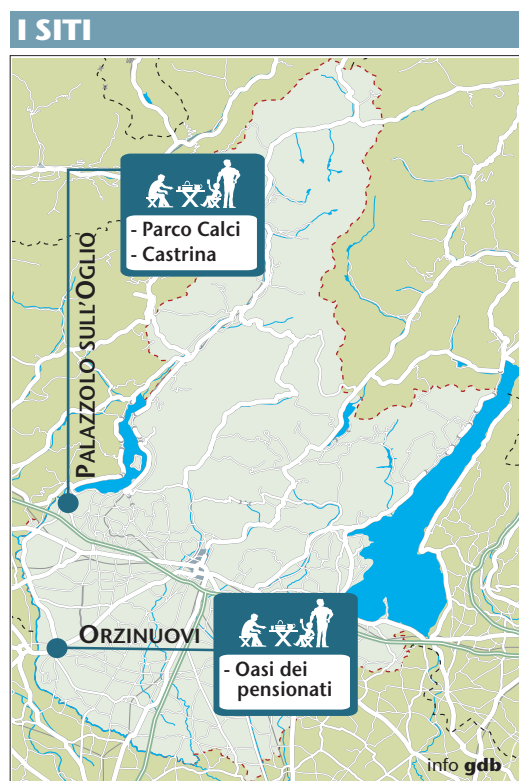 I SITI
- Parco Calci
- Castrina
PALAZZOLO SULL'OGLIO
ORZINUOVI
- Oasi dei
pensionati
info gdb